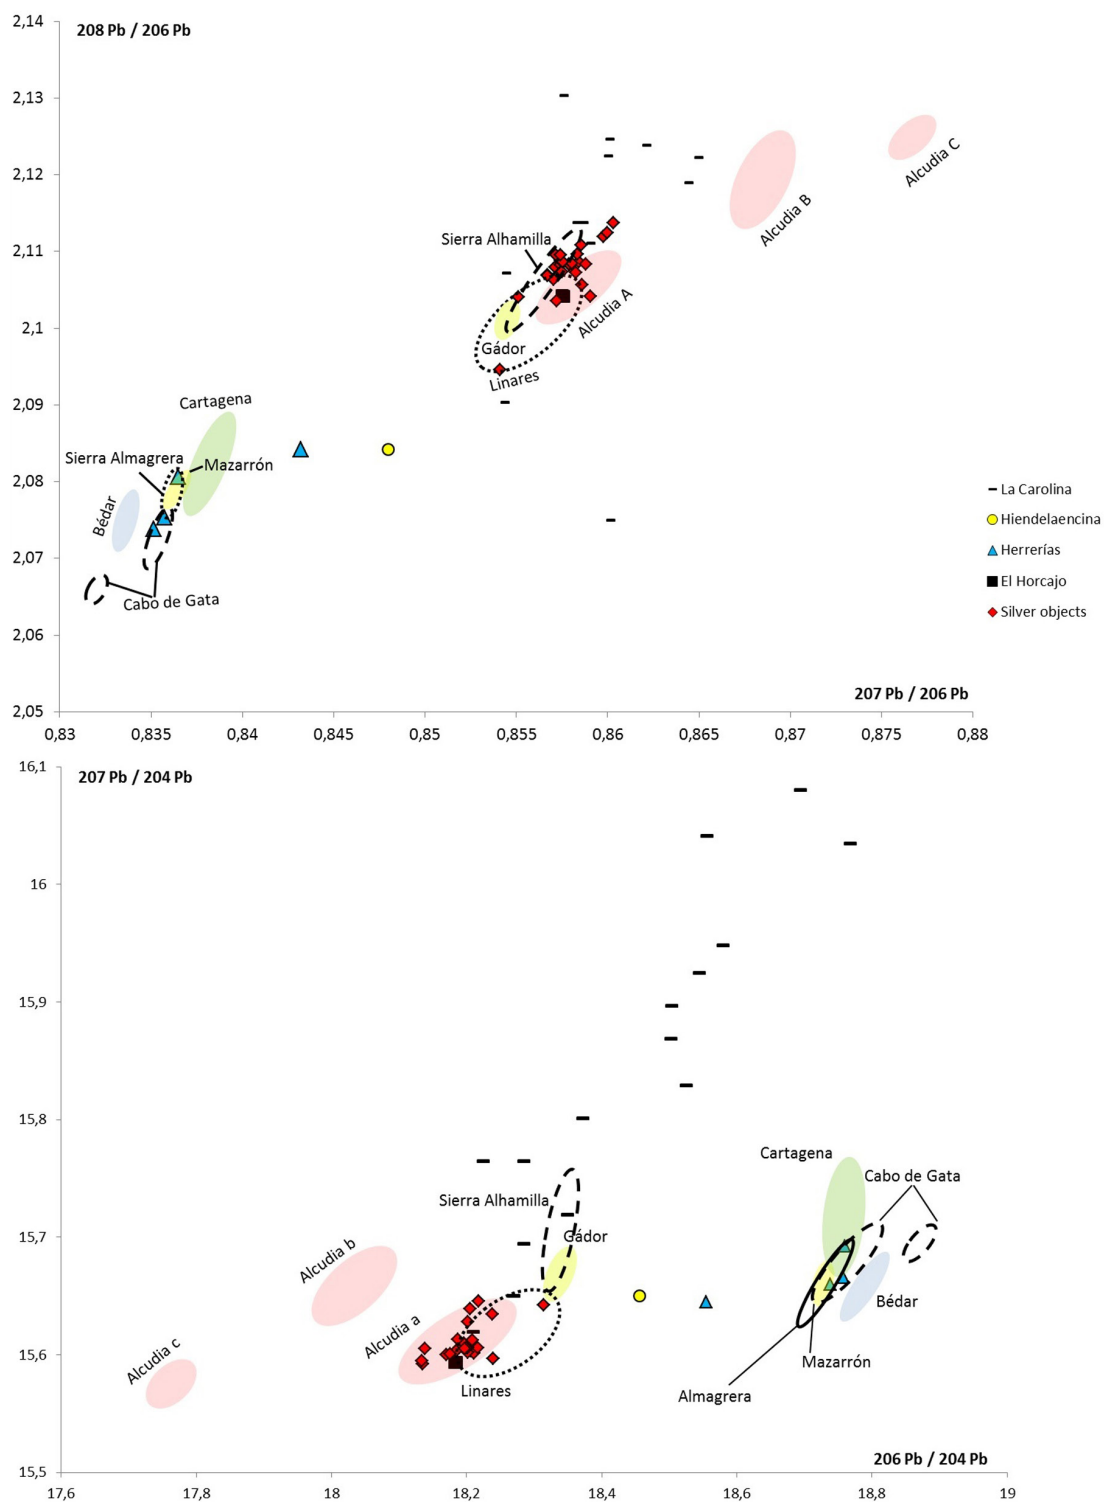 208 Pb / 206 Pb
2,14
2,13
2,12
2,11
2,1
2,09
2,08
2,07
2,06
2,05
Alcudia C
Alcudia B
Sierra Alhamilla
Alcudia A
Gádor
Linares
Cartagena
Sierra Almagrera
Mazarrón
Bédar
Cabo de Gata
La Carolina
Hiendelaencina
Herrerías
El Horcajo
Silver objects
207 Pb / 206 Pb
0,83 0,835 0,84 0,845 0,85 0,855 0,86 0,865 0,87 0,875 0,88
207 Pb / 204 Pb
16,1
16
15,9
15,8
15,7
15,6
15,5
Cartagena
Cabo de Gata
Sierra Alhamilla
Gádor
Alcudia b
Bédar
Alcudia a
Alcudia c
Mazarrón
Linares
Almagrera
206 Pb / 204 Pb
17,6 17,8 18 18,2 18,4 18,6 18,8 19